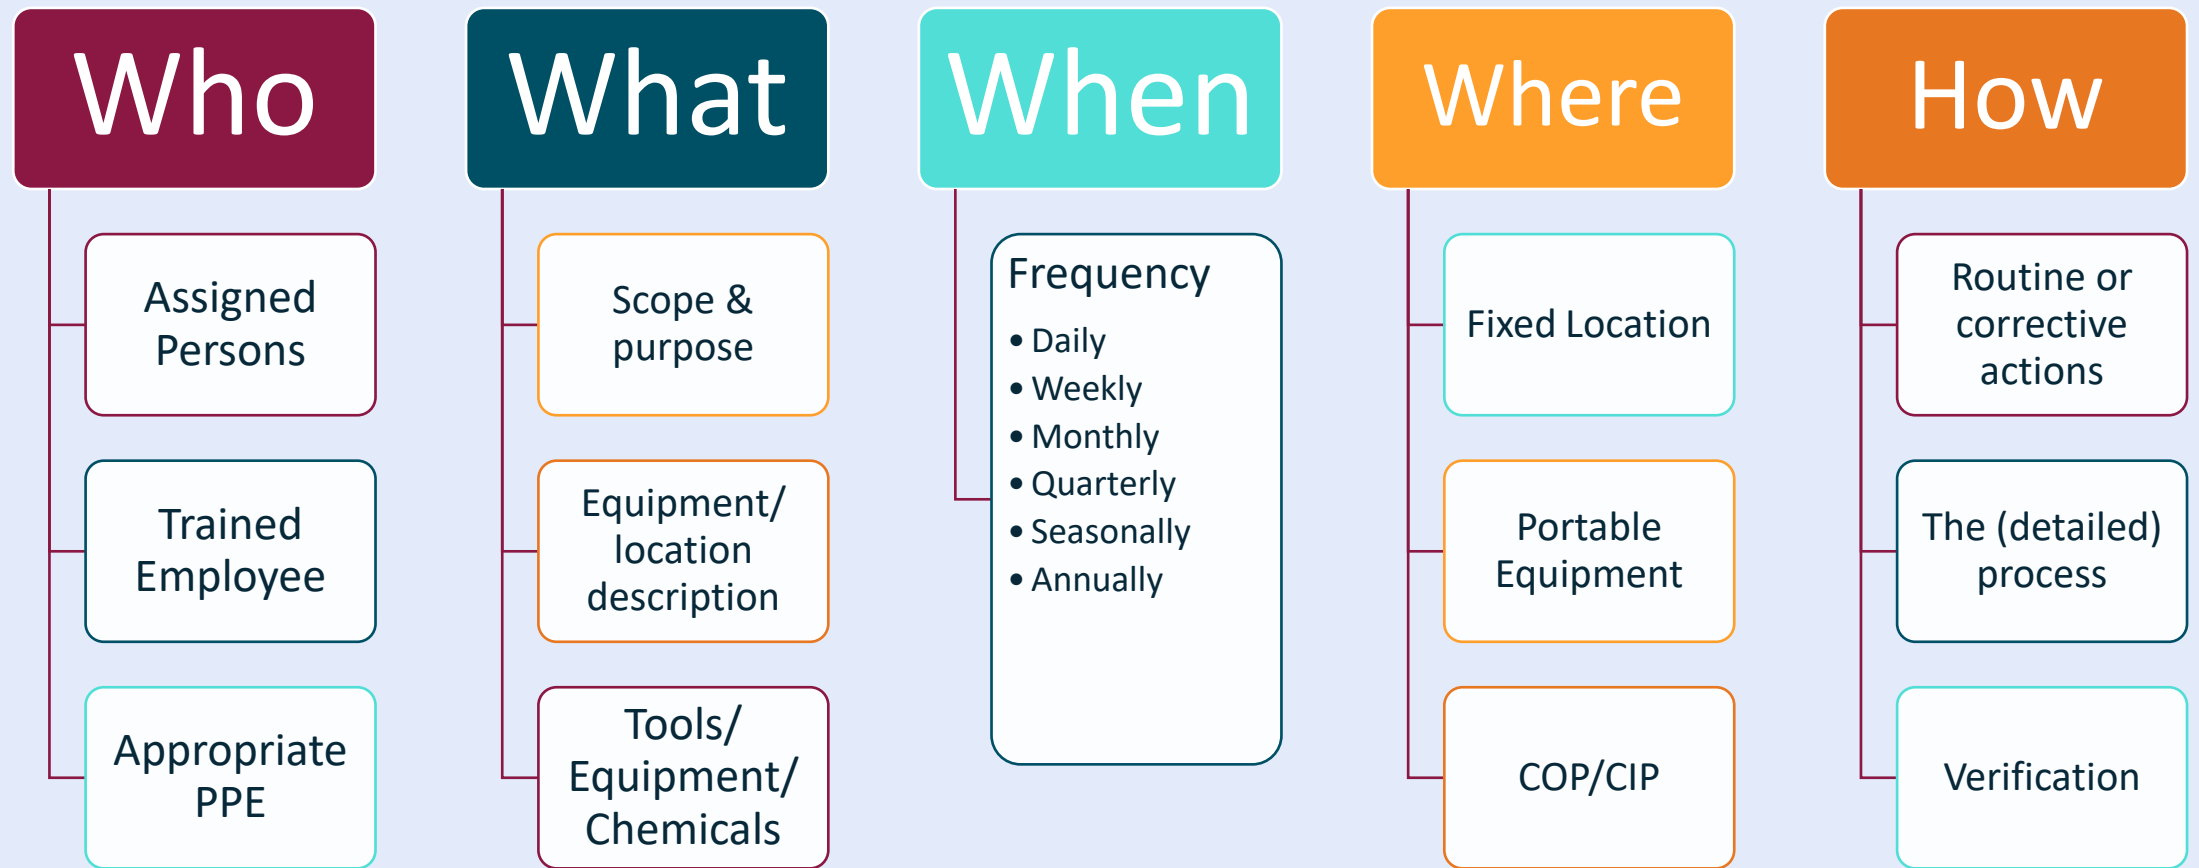 Who
Assigned
Persons
Trained
Employee
Appropriate
PPE
What
Scope &
purpose
Equipment/
location
description
Tools/
Equipment/
Chemicals
When
Frequency
• Daily
• Weekly
• Monthly
• Quarterly
• Seasonally
• Annually
Where
Fixed Location
Portable
Equipment
COP/CIP
How
Routine or
corrective
actions
The (detailed)
process
Verification